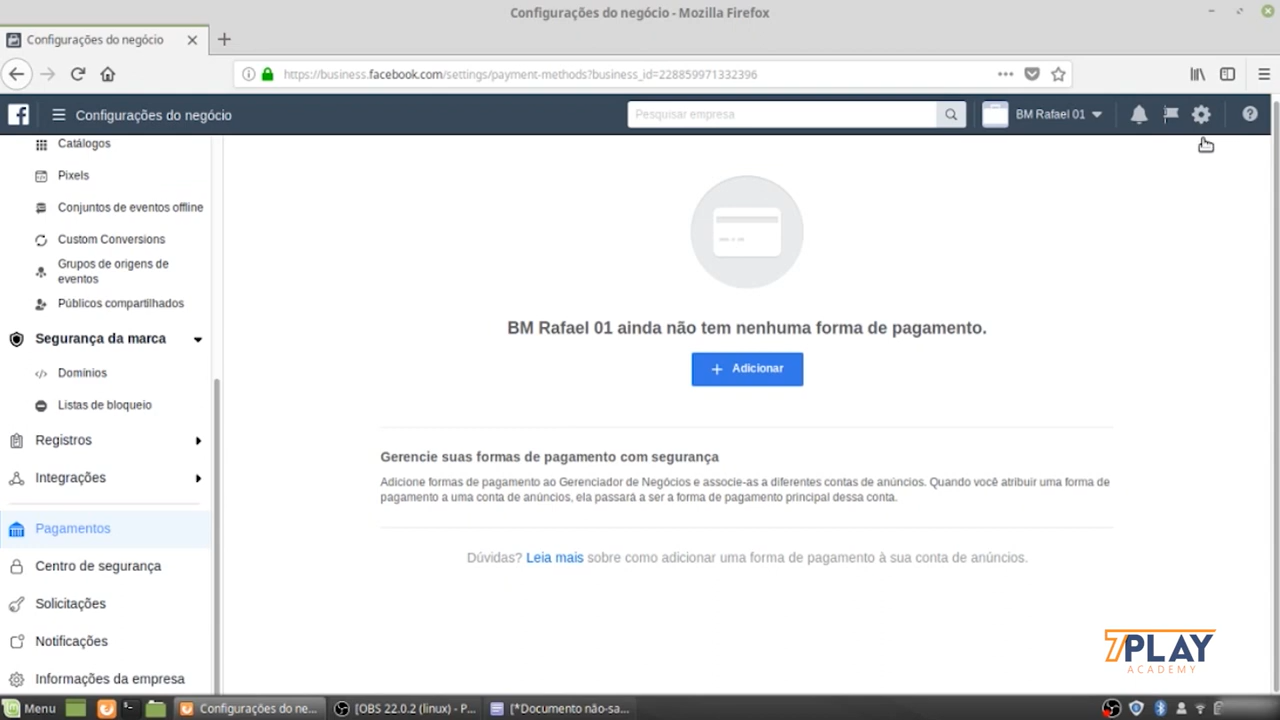 Configurações do negócio - Mozilla Firefox
Configurações do negócio
https://business.facebook.com/settings/payment-methods?business_id=228859971332396
Configurações do negócio
Pesquisar empresa
BM Rafael 01
Catálogos
Pixels
Conjuntos de eventos offline
Custom Conversions
Grupos de origens de
eventos
Públicos compartilhados
Segurança da marca
Domínios
Listas de bloqueio
Registros
Integrações
Pagamentos
Centro de segurança
Solicitações
Notificações
Informações da empresa
BM Rafael 01 ainda não tem nenhuma forma de pagamento.
+ Adicionar
Gerencie suas formas de pagamento com segurança
Adicione formas de pagamento ao Gerenciador de Negócios e associe-as a diferentes contas de anúncios. Quando você atribuir uma forma de
pagamento a uma conta de anúncios, ela passará a ser a forma de pagamento principal dessa conta.
Dúvidas? Leia mais sobre como adicionar uma forma de pagamento à sua conta de anúncios.
7PLAY
ACADEMY
Menu
Configurações do ne...
[OBS 22.0.2 (linux) - P...
[*Documento não-sa...